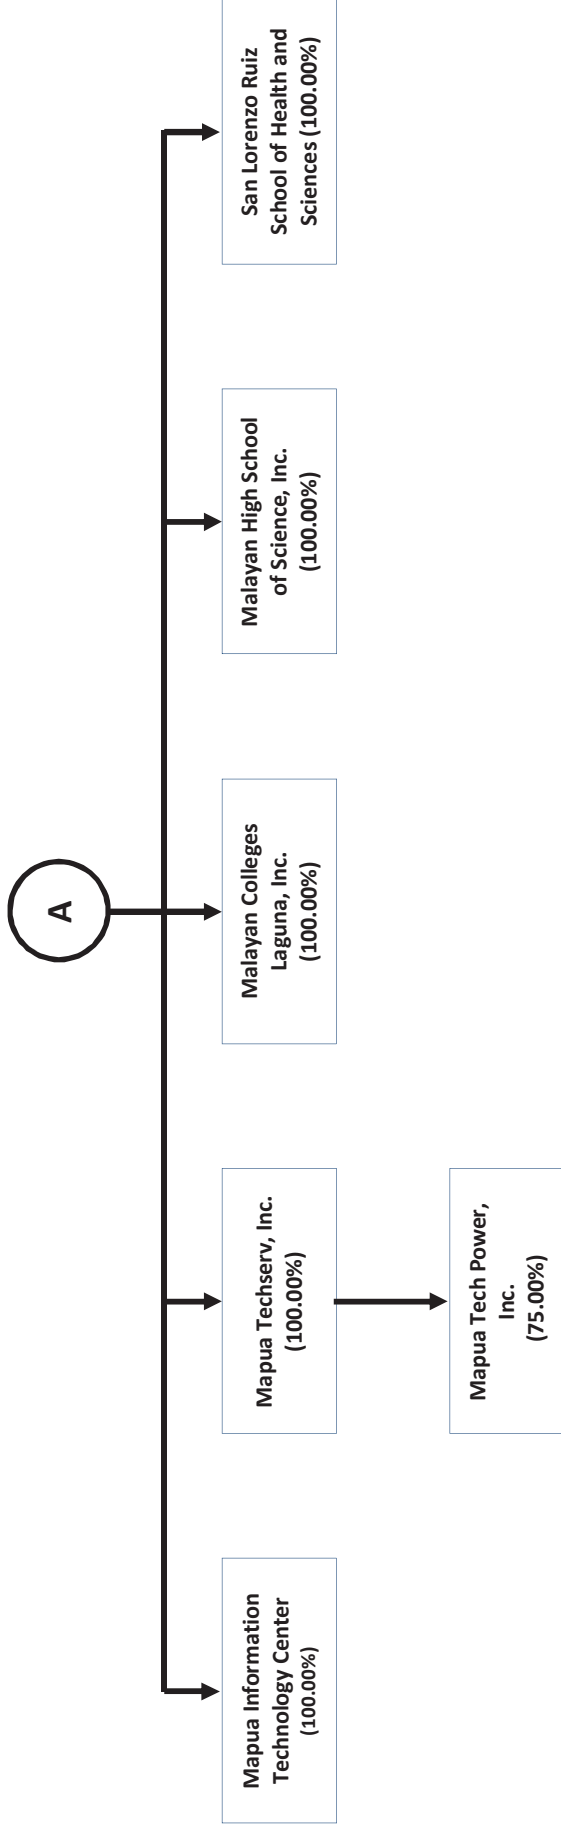 A
Mapua Information
Technology Center
(100.00%)
Mapua Techserv, Inc.
(100.00%)
Malayan Colleges
Laguna, Inc.
(100.00%)
Malayan High School
of Science, Inc.
(100.00%)
San Lorenzo Ruiz
School of Health and
Sciences (100.00%)
Mapua Tech Power,
Inc.
(75.00%)